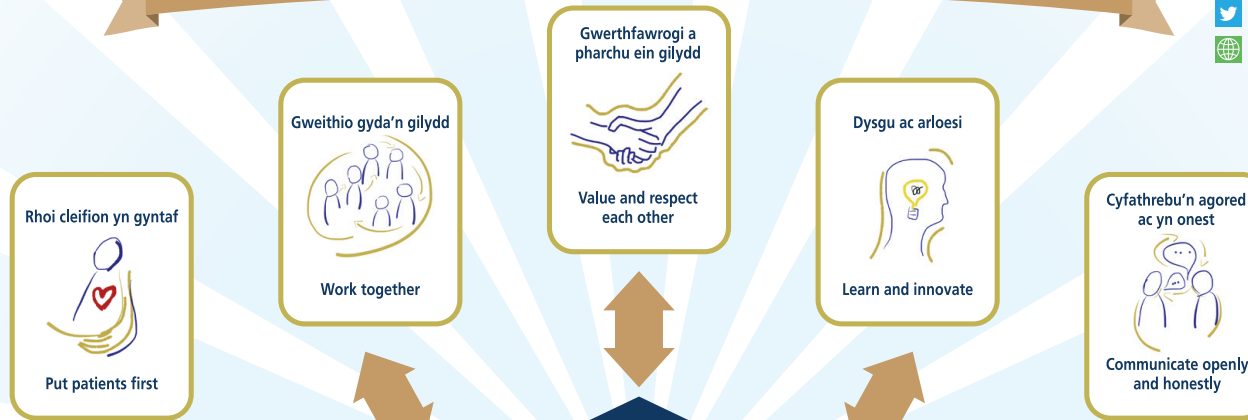 Rhoi cleifion yn gyntaf
Put patients first
Gweithio gyda’n gilydd
Work together
Gwerthfawrogi a
pharchu ein gilydd
Value and respect
each other
Dysgu ac arloesi
Learn and innovate
Cyfathrebu’n agored
ac yn onest
Communicate openly
and honestly